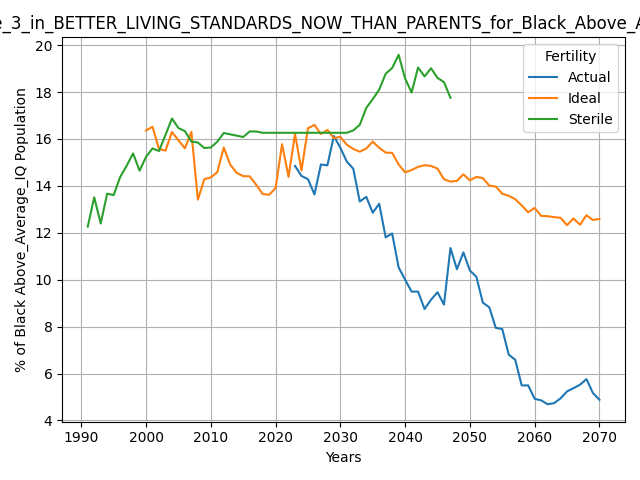 _3_in_BETTER_LIVING_STANDARDS_NOW_THAN_PARENTS_for_Black_Above_A
20
18
16
14
12
10
8
6
4
% of Black Above_Average_IQ Population
Fertility
Actual
Ideal
Sterile
1990 2000 2010 2020 2030 2040 2050 2060 2070
Years